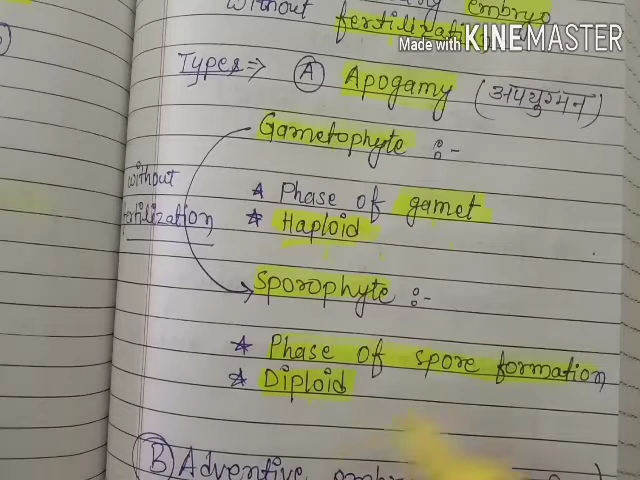 without embryo
fertilization
Made with KINEMASTER
Types ⇒ Ⓐ Apogamy (अपयुग्मन)
Gametophyte :-
without
fertilization
* Phase of gamet
* Haploid
Sporophyte :-
* Phase of spore formation
* Diploid
Ⓑ Adventive